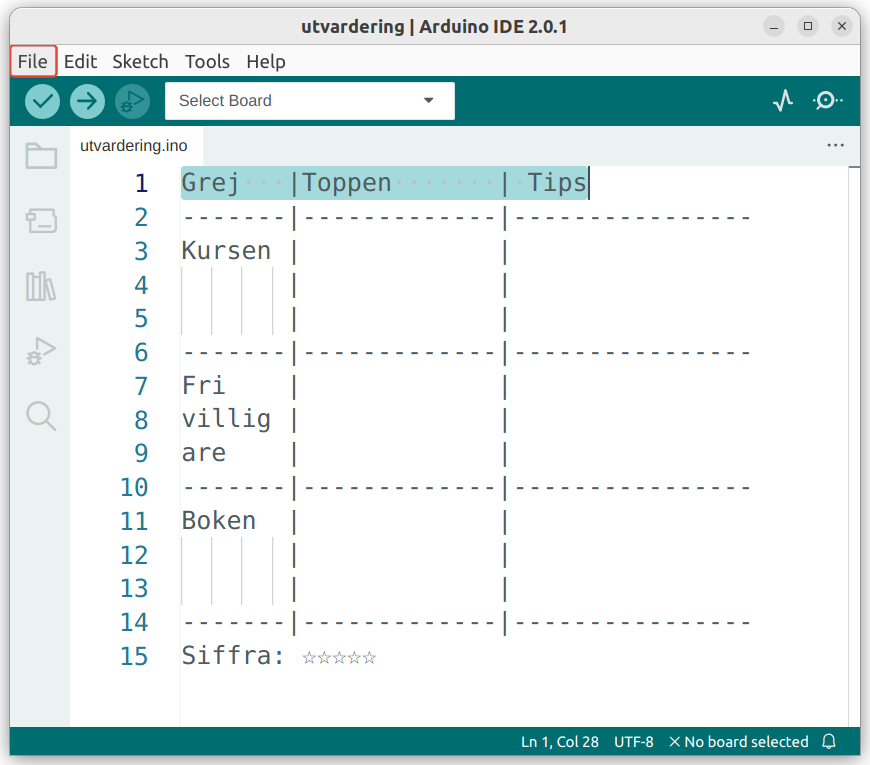 utvardering | Arduino IDE 2.0.1
File Edit Sketch Tools Help
Select Board
utvardering.ino
1 Grej   |Toppen       |  Tips
2 -------|-------------|----------------
3 Kursen |             |
4        |             |
5        |             |
6 -------|-------------|----------------
7 Fri    |             |
8 villig |             |
9 are    |             |
10 -------|-------------|----------------
11 Boken  |             |
12        |             |
13        |             |
14 -------|-------------|----------------
15 Siffra: ☆☆☆☆☆
Ln 1, Col 28 UTF-8 × No board selected